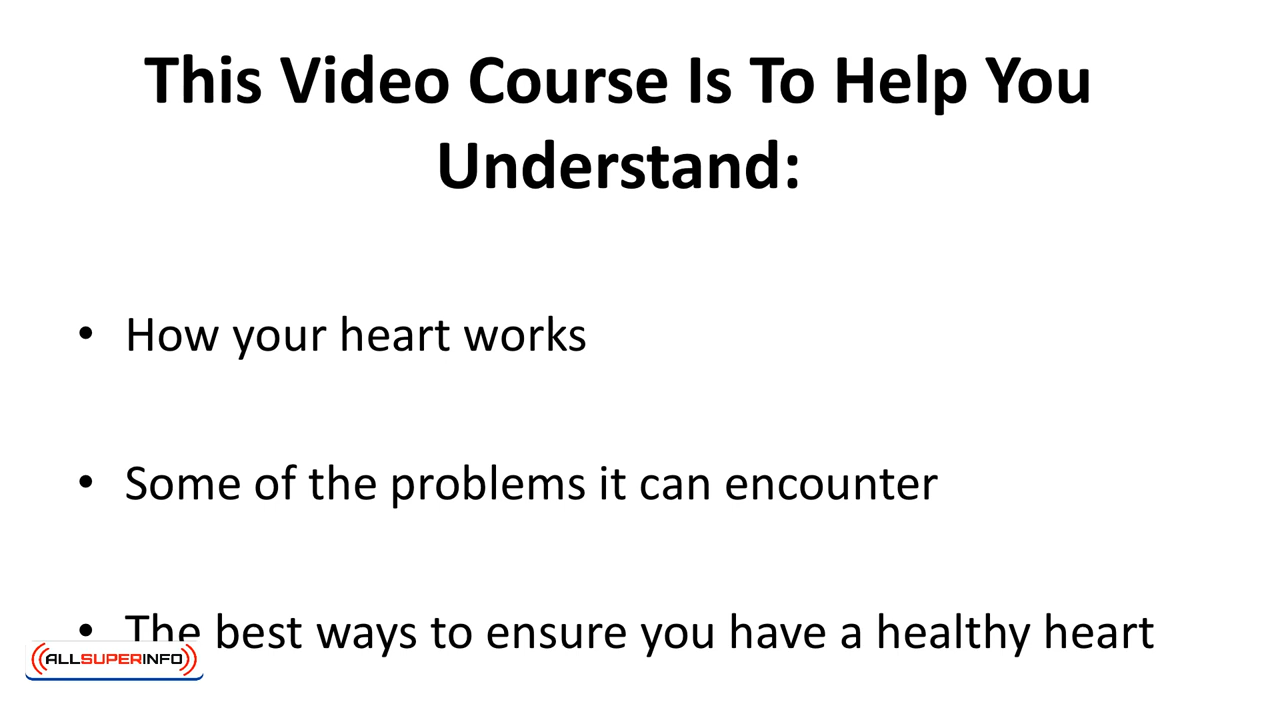 This Video Course Is To Help You
Understand:
• How your heart works
• Some of the problems it can encounter
• The best ways to ensure you have a healthy heart
ALLSUPERINFO